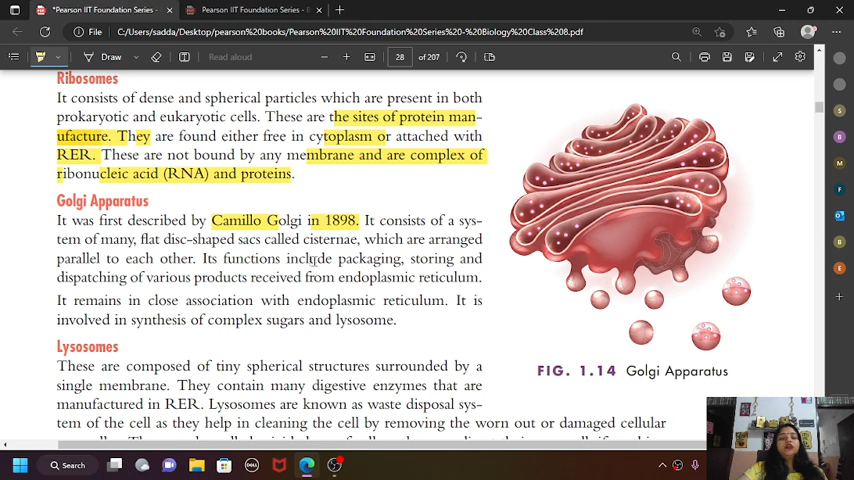 *Pearson IIT Foundation Series -
Pearson IIT Foundation Series - B
File
C:/Users/sadda/Desktop/pearson%20books/Pearson%20IIT%20Foundation%20Series%20-%20Biology%20Class%208.pdf
Draw
Read aloud
28
of 207
Ribosomes
It consists of dense and spherical particles which are present in both
prokaryotic and eukaryotic cells. These are the sites of protein man-
ufacture. They are found either free in cytoplasm or attached with
RER. These are not bound by any membrane and are complex of
ribonucleic acid (RNA) and proteins.
Golgi Apparatus
It was first described by Camillo Golgi in 1898. It consists of a sys-
tem of many, flat disc-shaped sacs called cisternae, which are arranged
parallel to each other. Its functions include packaging, storing and
dispatching of various products received from endoplasmic reticulum.
It remains in close association with endoplasmic reticulum. It is
involved in synthesis of complex sugars and lysosome.
FIG. 1.14 Golgi Apparatus
Lysosomes
These are composed of tiny spherical structures surrounded by a
single membrane. They contain many digestive enzymes that are
manufactured in RER. Lysosomes are known as waste disposal sys-
tem of the cell as they help in cleaning the cell by removing the worn out or damaged cellular
Search